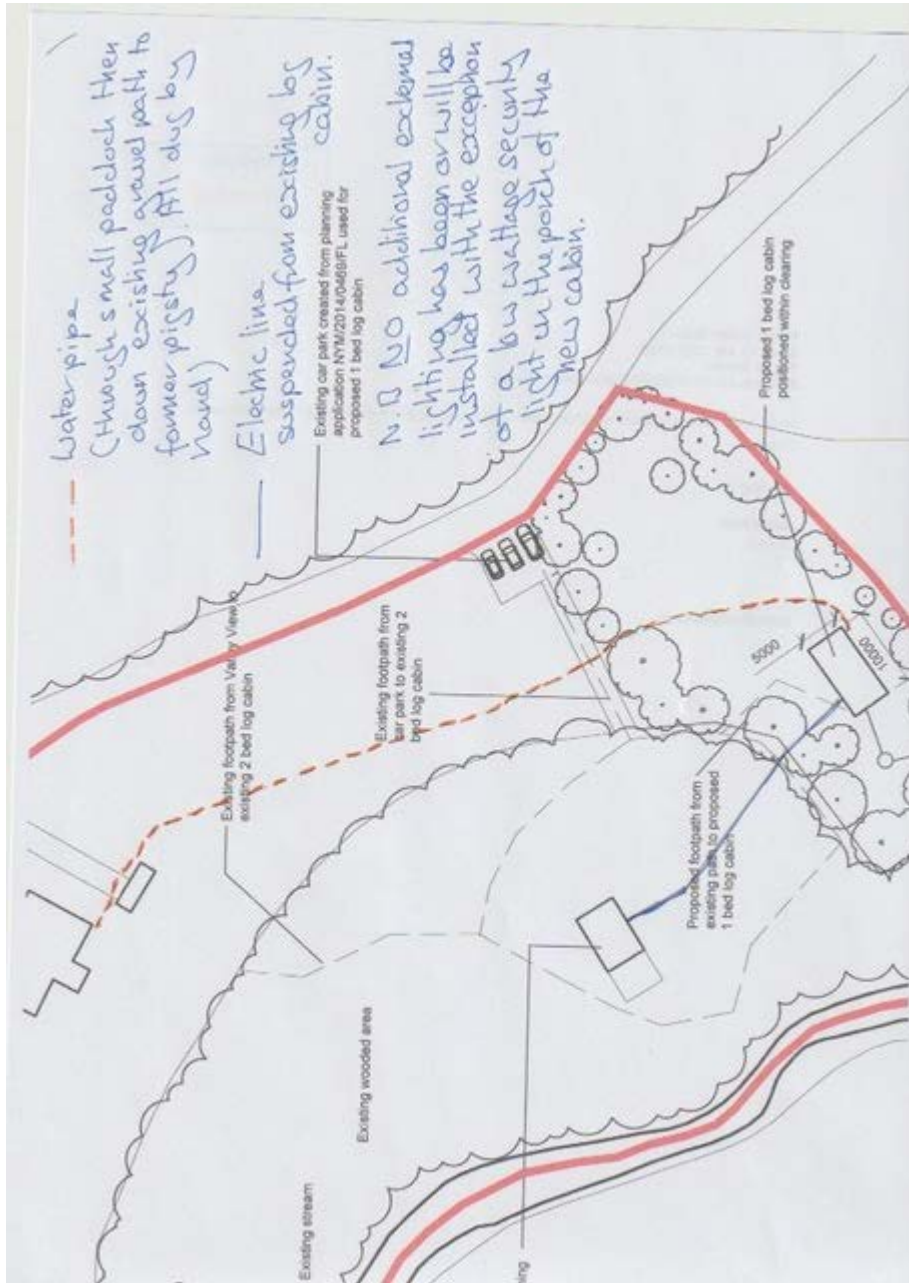 Water pipe
(through small paddock then
down existing gravel path to
former pigsty). All dug by
hand)
Electric line
suspended from existing log
cabin.
Existing car park created from planning
application NYM/2014/0469/FL used for
proposed 1 bed log cabin
N.B NO additional external
lighting has been or will be
installed with the exception
of a low wattage security
light in the porch of the
new cabin.
Existing footpath from Valley View to
existing 2 bed log cabin
Existing footpath from
car park to existing 2
bed log cabin
Proposed 1 bed log cabin
positioned within clearing
5000
10000
Proposed footpath from
existing path to proposed
1 bed log cabin
Existing wooded area
Existing stream